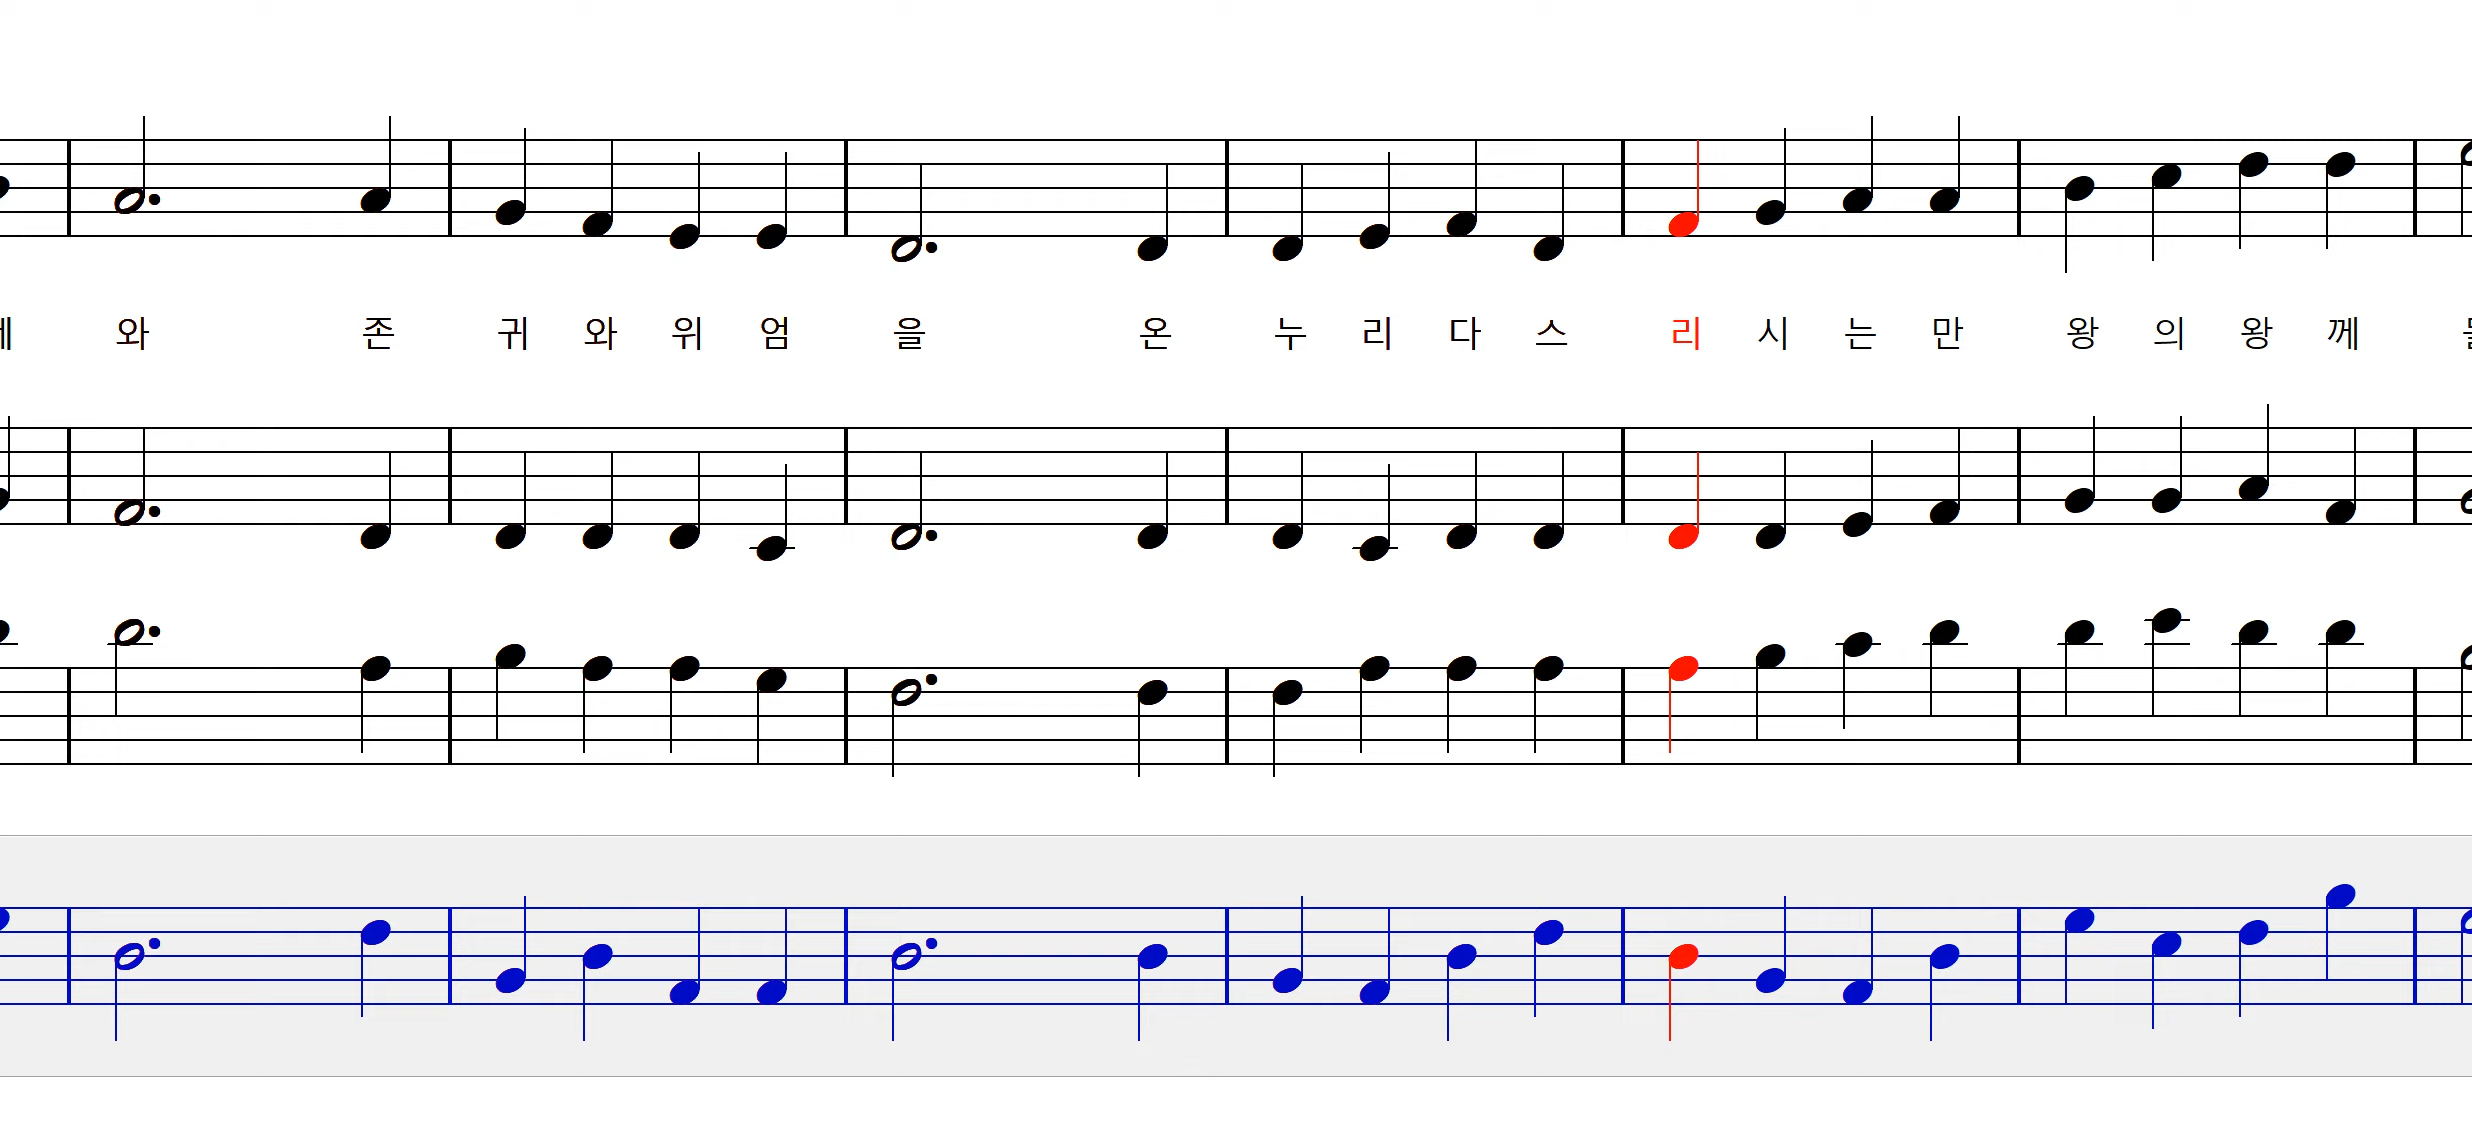 와 존 귀 와 위 엄 을 온 누 리 다 스 리 시 는 만 왕 의 왕 께